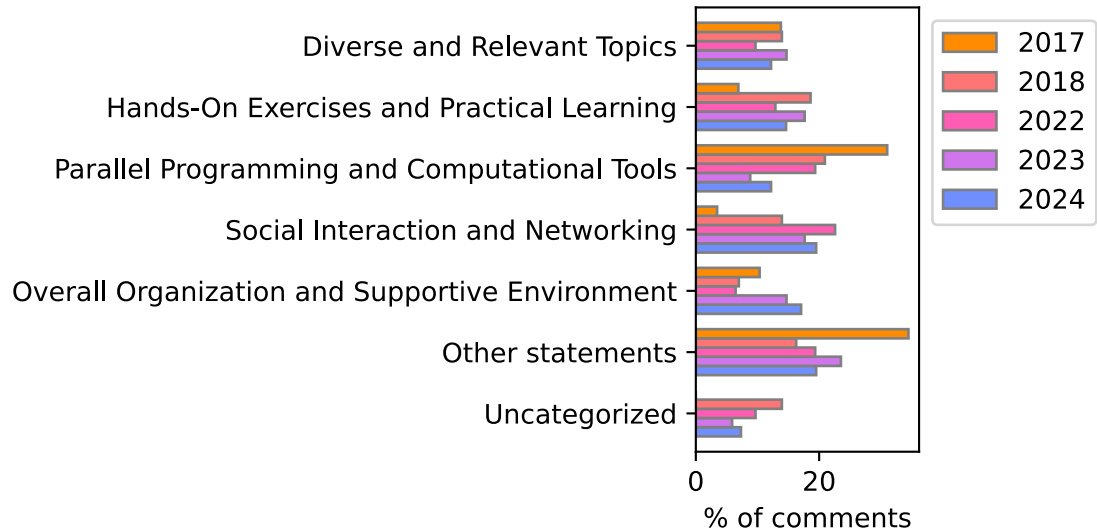 Diverse and Relevant Topics
Hands-On Exercises and Practical Learning
Parallel Programming and Computational Tools
Social Interaction and Networking
Overall Organization and Supportive Environment
Other statements
Uncategorized
0 20
% of comments
2017
2018
2022
2023
2024